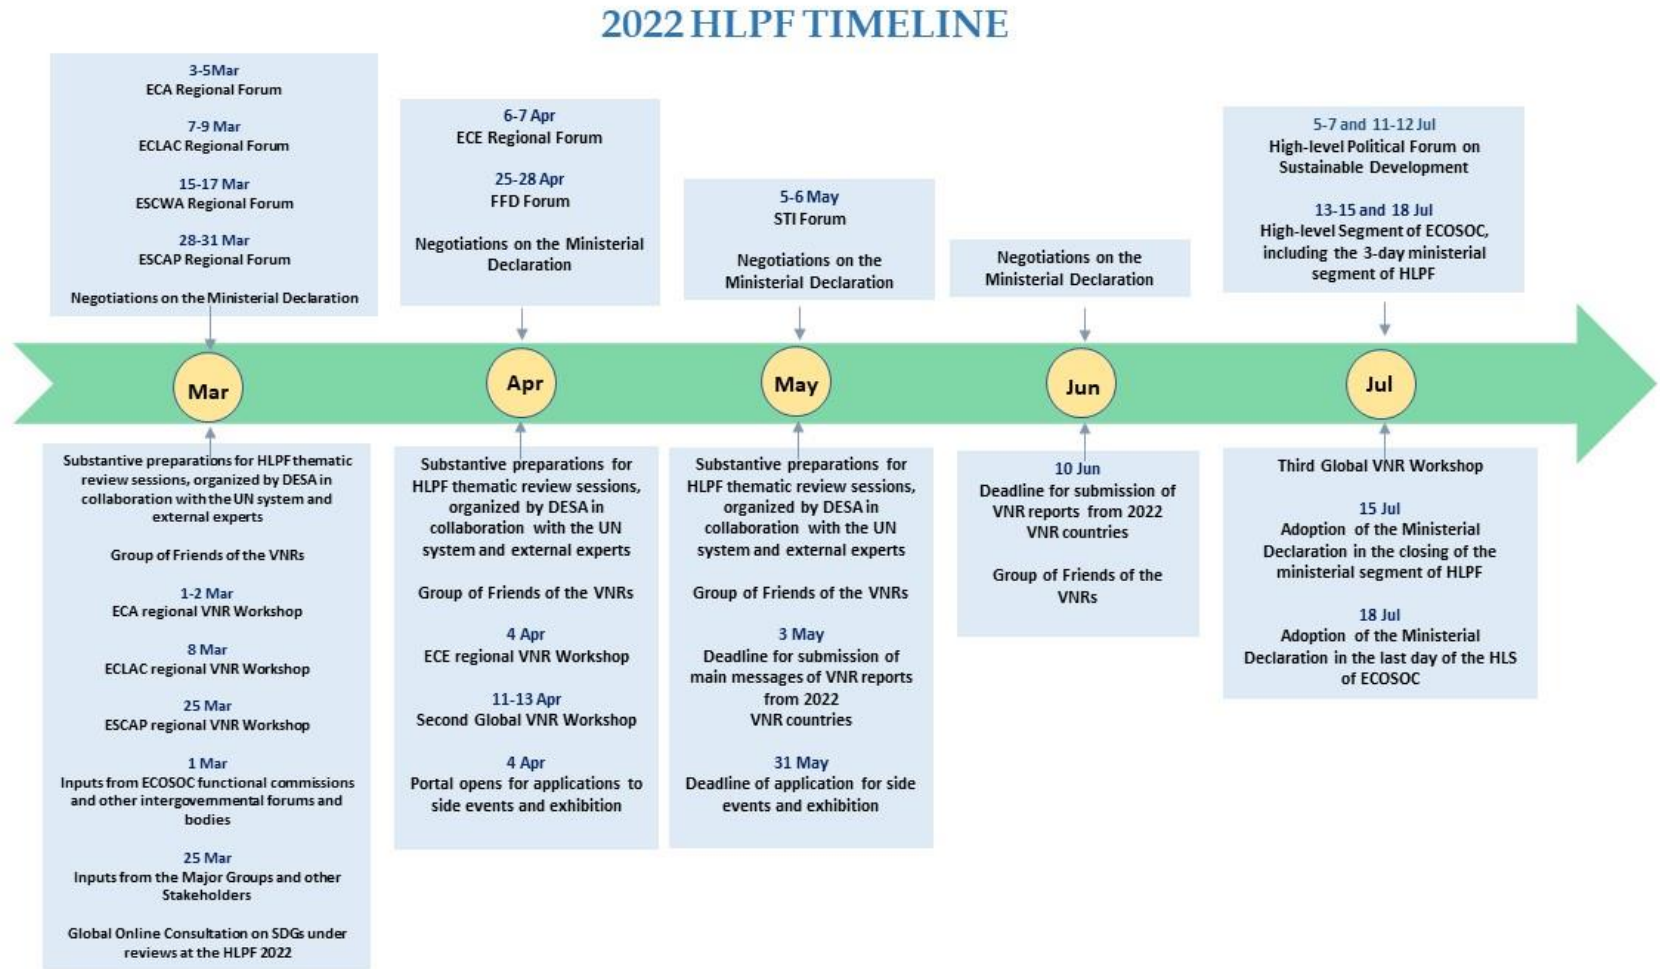 2022 HLPF TIMELINE
3-5Mar
ECA Regional Forum
7-9 Mar
ECLAC Regional Forum
15-17 Mar
ESCWA Regional Forum
28-31 Mar
ESCAP Regional Forum
Negotiations on the Ministerial Declaration
6-7 Apr
ECE Regional Forum
25-28 Apr
FFD Forum
Negotiations on the Ministerial
Declaration
5-6 May
STI Forum
Negotiations on the
Ministerial Declaration
Negotiations on the
Ministerial Declaration
5-7 and 11-12 Jul
High-level Political Forum on
Sustainable Development
13-15 and 18 Jul
High-level Segment of ECOSOC,
including the 3-day ministerial
segment of HLPF
Mar
Apr
May
Jun
Jul
Substantive preparations for HLPF thematic
review sessions, organized by DESA in
collaboration with the UN system and
external experts
Group of Friends of the VNRs
1-2 Mar
ECA regional VNR Workshop
8 Mar
ECLAC regional VNR Workshop
25 Mar
ESCAP regional VNR Workshop
1 Mar
Inputs from ECOSOC functional commissions
and other intergovernmental forums and
bodies
25 Mar
Inputs from the Major Groups and other
Stakeholders
Global Online Consultation on SDGs under
reviews at the HLPF 2022
Substantive preparations for
HLPF thematic review sessions,
organized by DESA in
collaboration with the UN
system and external experts
Group of Friends of the VNRs
4 Apr
ECE regional VNR Workshop
11-13 Apr
Second Global VNR Workshop
4 Apr
Portal opens for applications to
side events and exhibition
Substantive preparations for
HLPF thematic review sessions,
organized by DESA in
collaboration with the UN
system and external experts
Group of Friends of the VNRs
3 May
Deadline for submission of
main messages of VNR reports
from 2022
VNR countries
31 May
Deadline of application for side
events and exhibition
10 Jun
Deadline for submission of
VNR reports from 2022
VNR countries
Group of Friends of the
VNRs
Third Global VNR Workshop
15 Jul
Adoption of the Ministerial
Declaration in the closing of the
ministerial segment of HLPF
18 Jul
Adoption of the Ministerial
Declaration in the last day of the HLS
of ECOSOC